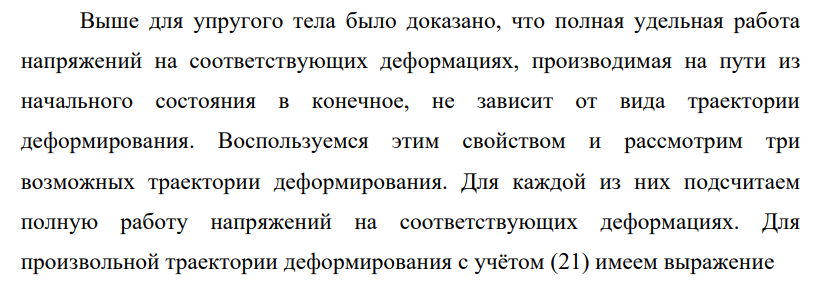 Выше для упругого тела было доказано, что полная удельная работа
напряжений на соответствующих деформациях, производимая на пути из
начального состояния в конечное, не зависит от вида траектории
деформирования. Воспользуемся этим свойством и рассмотрим три
возможных траектории деформирования. Для каждой из них подсчитаем
полную работу напряжений на соответствующих деформациях. Для
произвольной траектории деформирования с учётом (21) имеем выражение